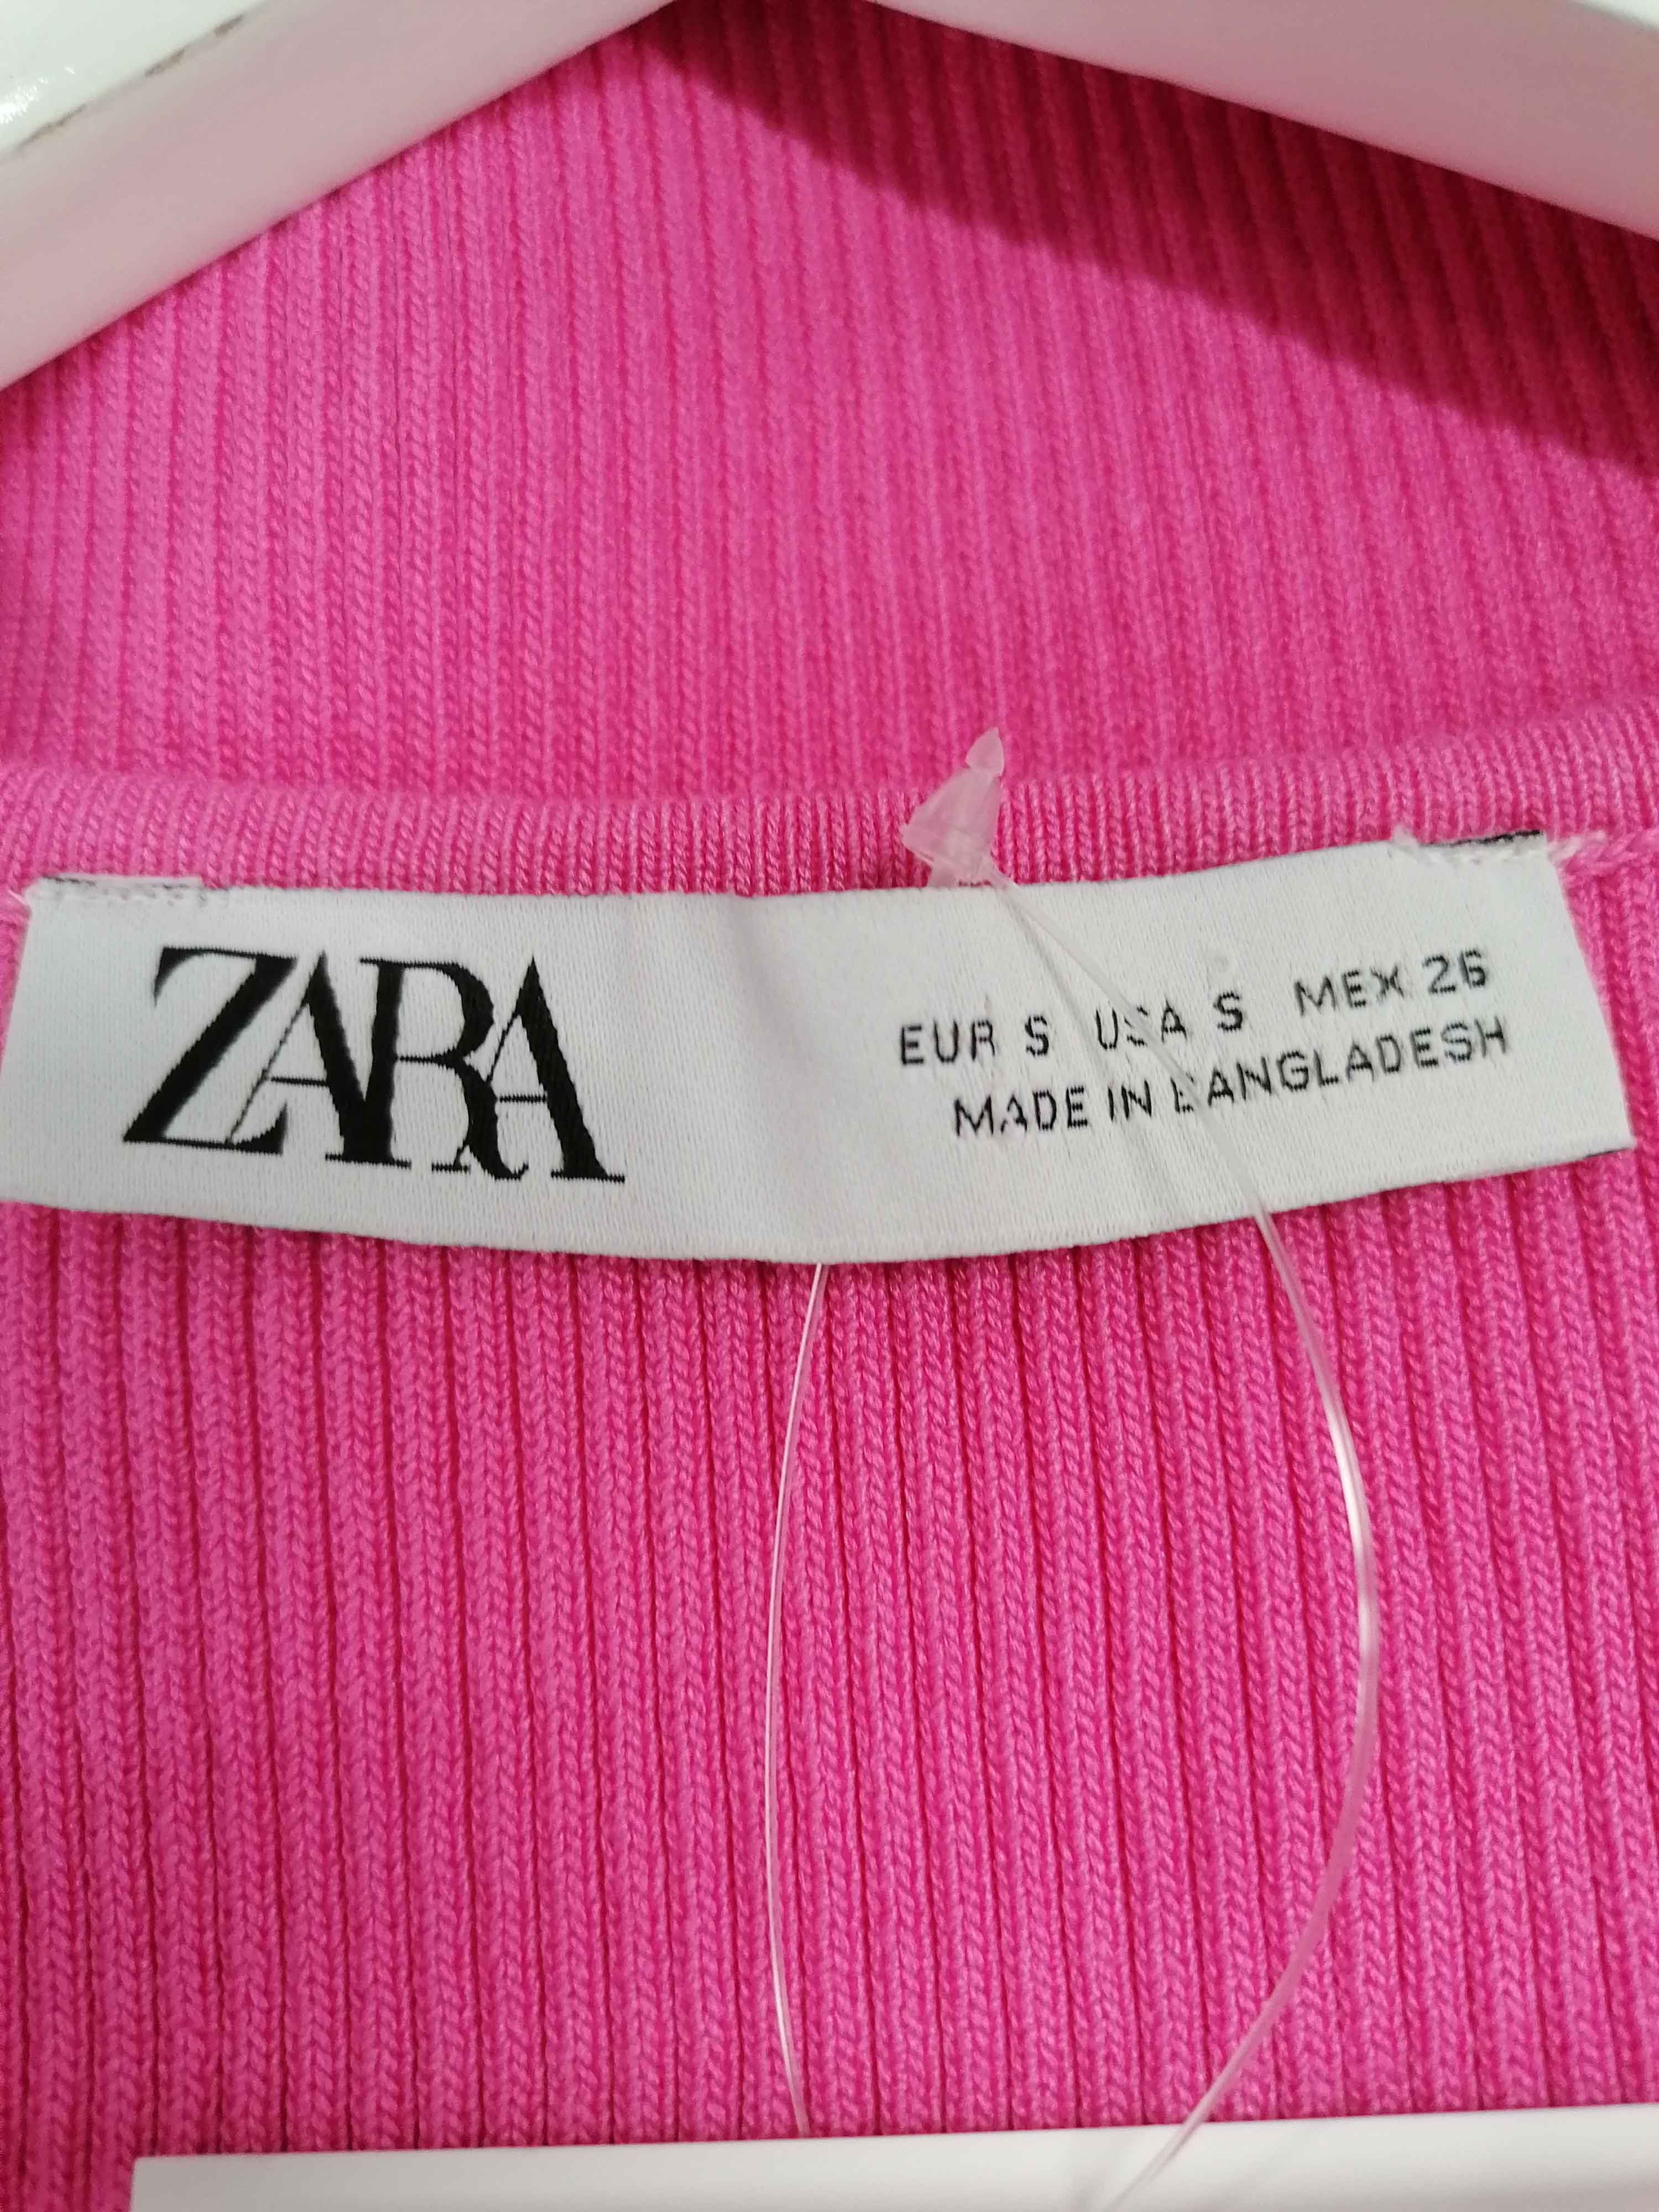 ZARA
EUR S USA S MEX 26
MADE IN BANGLADESH